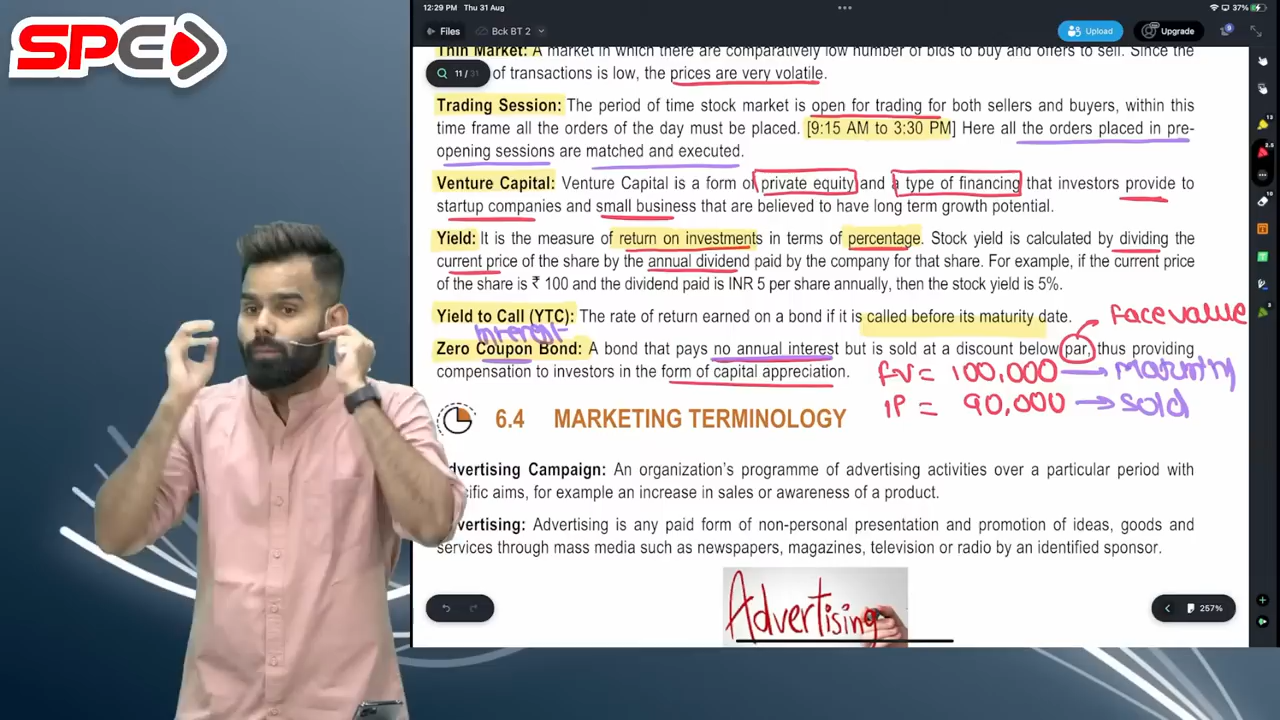 SPC
12:29 PM Thu 31 Aug
37%
Files
Bck BT 2
Upload
Upgrade
Thin Market: A market in which there are comparatively low number of bids to buy and offers to sell. Since the
11 / 31
of transactions is low, the prices are very volatile.
Trading Session: The period of time stock market is open for trading for both sellers and buyers, within this
time frame all the orders of the day must be placed. [9:15 AM to 3:30 PM] Here all the orders placed in pre-
opening sessions are matched and executed.
Venture Capital: Venture Capital is a form of private equity and a type of financing that investors provide to
startup companies and small business that are believed to have long term growth potential.
Yield: It is the measure of return on investments in terms of percentage. Stock yield is calculated by dividing the
current price of the share by the annual dividend paid by the company for that share. For example, if the current price
of the share is ₹ 100 and the dividend paid is INR 5 per share annually, then the stock yield is 5%.
Yield to Call (YTC): The rate of return earned on a bond if it is called before its maturity date.
Face value
Interest
Zero Coupon Bond: A bond that pays no annual interest but is sold at a discount below par, thus providing
compensation to investors in the form of capital appreciation.
FV = 100,000 → maturity
IP = 90,000 → sold
6.4 MARKETING TERMINOLOGY
dvertising Campaign: An organization's programme of advertising activities over a particular period with
cific aims, for example an increase in sales or awareness of a product.
vertising: Advertising is any paid form of non-personal presentation and promotion of ideas, goods and
services through mass media such as newspapers, magazines, television or radio by an identified sponsor.
Advertising
257%